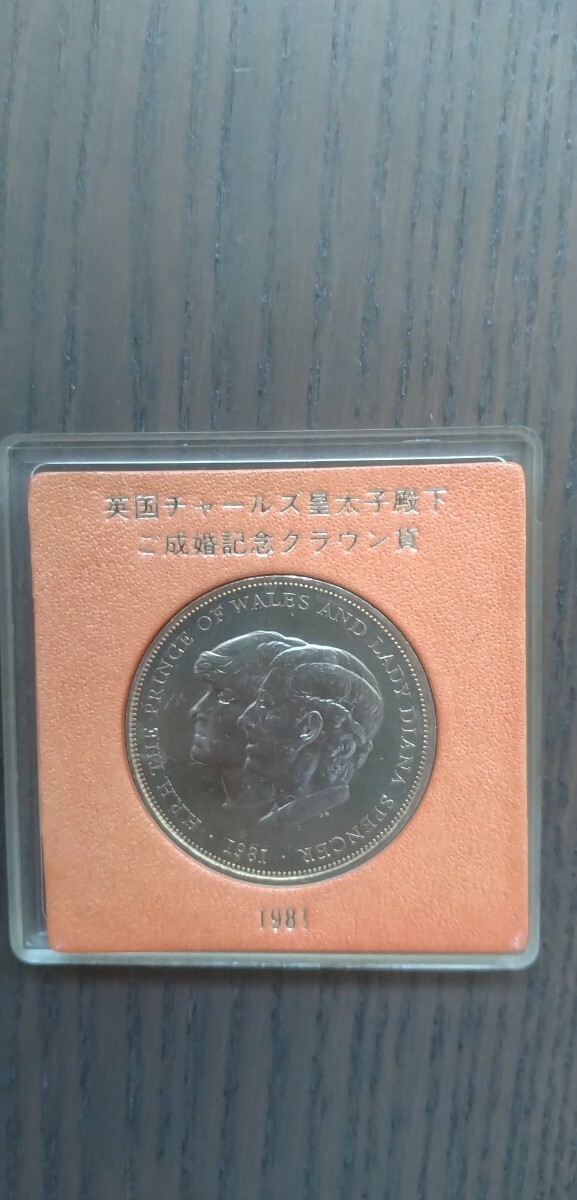 英国チャールズ皇太子殿下
ご成婚記念クラウン貨
H.R.H. THE PRINCE OF WALES AND LADY DIANA SPENCER · 1981 ·
1981